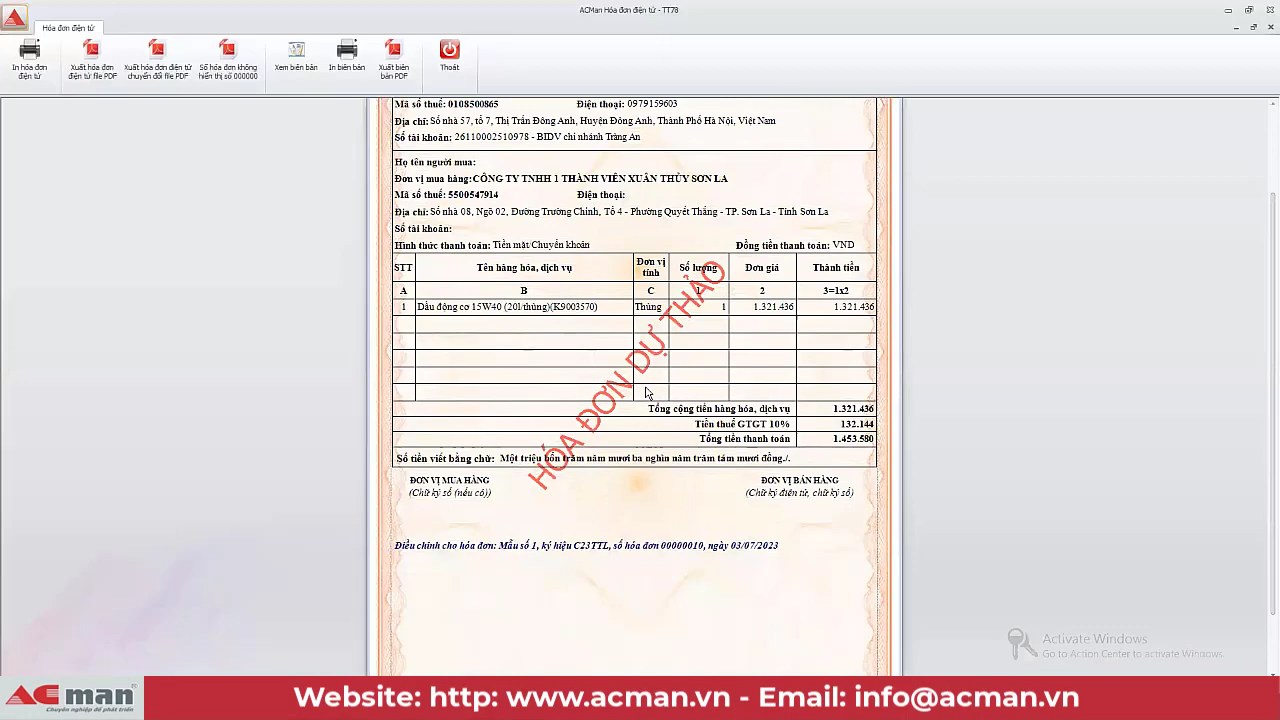 ACMan Hóa đơn điện tử - TT78
Hóa đơn điện tử
In hóa đơn điện tử
Xuất hóa đơn điện tử file PDF
Xuất hóa đơn điện tử chuyển đổi file PDF
Số hóa đơn không hiển thị số 000000
Xem biên bản
In biên bản
Xuất biên bản PDF
Thoát
Mã số thuế: 0108500865 Điện thoại: 0979159603
Địa chỉ: Số nhà 57, tổ 7, Thị Trấn Đông Anh, Huyện Đông Anh, Thành Phố Hà Nội, Việt Nam
Số tài khoản: 26110002510978 - BIDV chi nhánh Tràng An
Họ tên người mua:
Đơn vị mua hàng: CÔNG TY TNHH 1 THÀNH VIÊN XUÂN THỦY SƠN LA
Mã số thuế: 5500547914 Điện thoại:
Địa chỉ: Số nhà 08, Ngõ 02, Đường Trường Chinh, Tổ 4 - Phường Quyết Thắng - TP. Sơn La - Tỉnh Sơn La
Số tài khoản:
Hình thức thanh toán: Tiền mặt/Chuyển khoản Đồng tiền thanh toán: VND
STT Tên hàng hóa, dịch vụ Đơn vị tính Số lượng Đơn giá Thành tiền
A B C 1 2 3=1x2
1 Dầu động cơ 15W40 (20l/thùng)(K9003570) Thùng 1 1.321.436 1.321.436
HÓA ĐƠN DỰ THẢO
Tổng cộng tiền hàng hóa, dịch vụ 1.321.436
Tiền thuế GTGT 10% 132.144
Tổng tiền thanh toán 1.453.580
Số tiền viết bằng chữ: Một triệu bốn trăm năm mươi ba nghìn năm trăm tám mươi đồng./.
ĐƠN VỊ MUA HÀNG ĐƠN VỊ BÁN HÀNG
(Chữ ký số (nếu có)) (Chữ ký điện tử, chữ ký số)
Điều chỉnh cho hóa đơn: Mẫu số 1, ký hiệu C23TTL, số hóa đơn 00000010, ngày 03/07/2023
Activate Windows
Go to Action Center to activate Windows.
ACman
Chuyên nghiệp để phát triển
Website: http: www.acman.vn - Email: info@acman.vn